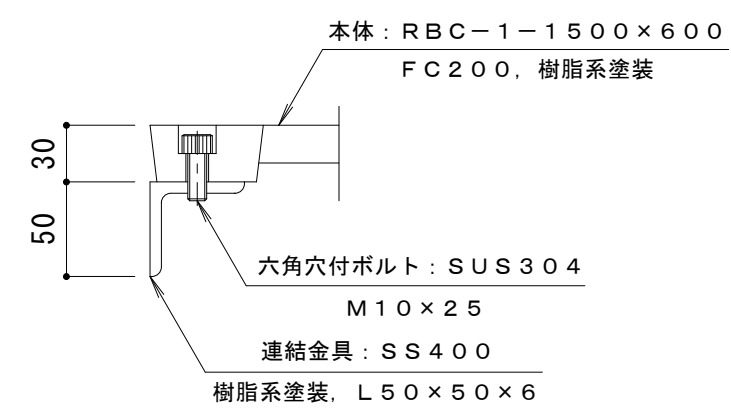 本体：ＲＢＣ－１－１５００×６００
ＦＣ２００，樹脂系塗装
30
50
六角穴付ボルト：ＳＵＳ３０４
Ｍ１０×２５
連結金具：ＳＳ４００
樹脂系塗装，Ｌ５０×５０×６